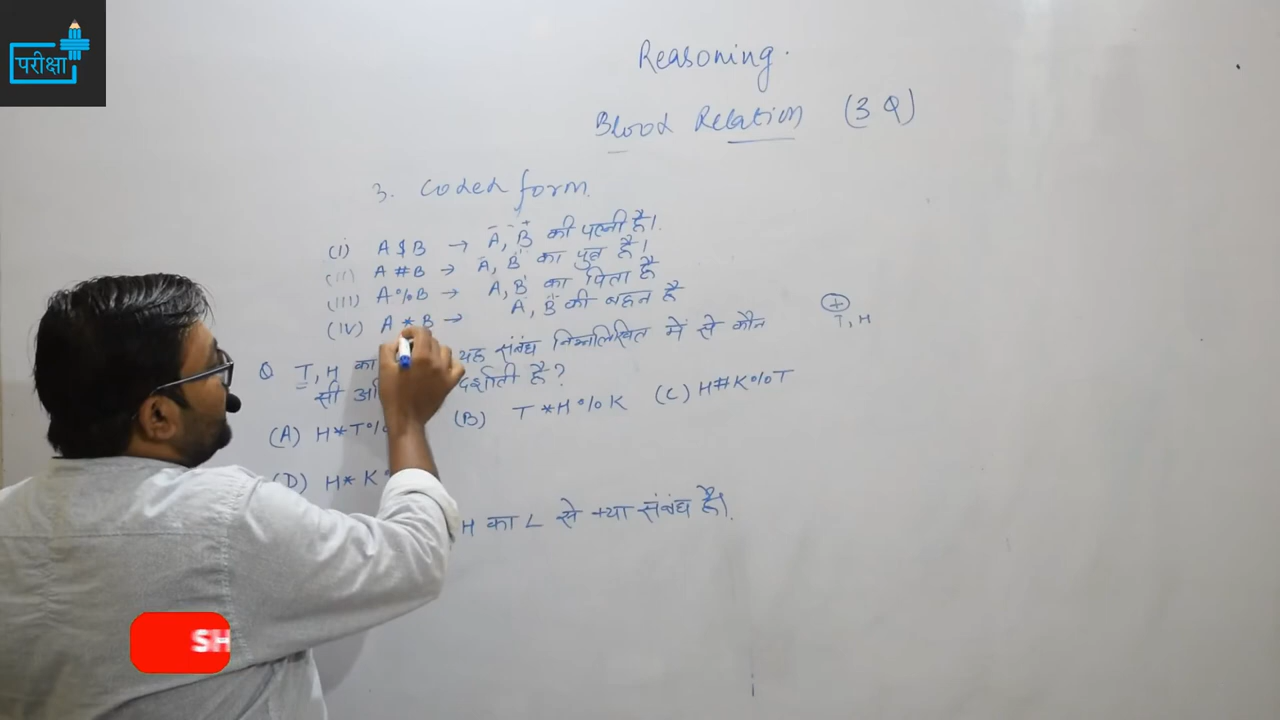 परीक्षा
Reasoning.
Blood Relation (3 Q)
3. Coded form.
(i) A $ B → A, B की पत्नी है।
(ii) A # B → A, B का पुत्र है।
(iii) A % B → A, B का पिता है
(iv) A * B → A, B की बहन है
Q T, H का यह संबंध निम्नलिखित में से कौन
सी दर्शाती है?
+
T, H
(A) H * T %
(B) T * H % K
(C) H # K % T
(D) H * K
H का L से क्या संबंध है।
SH